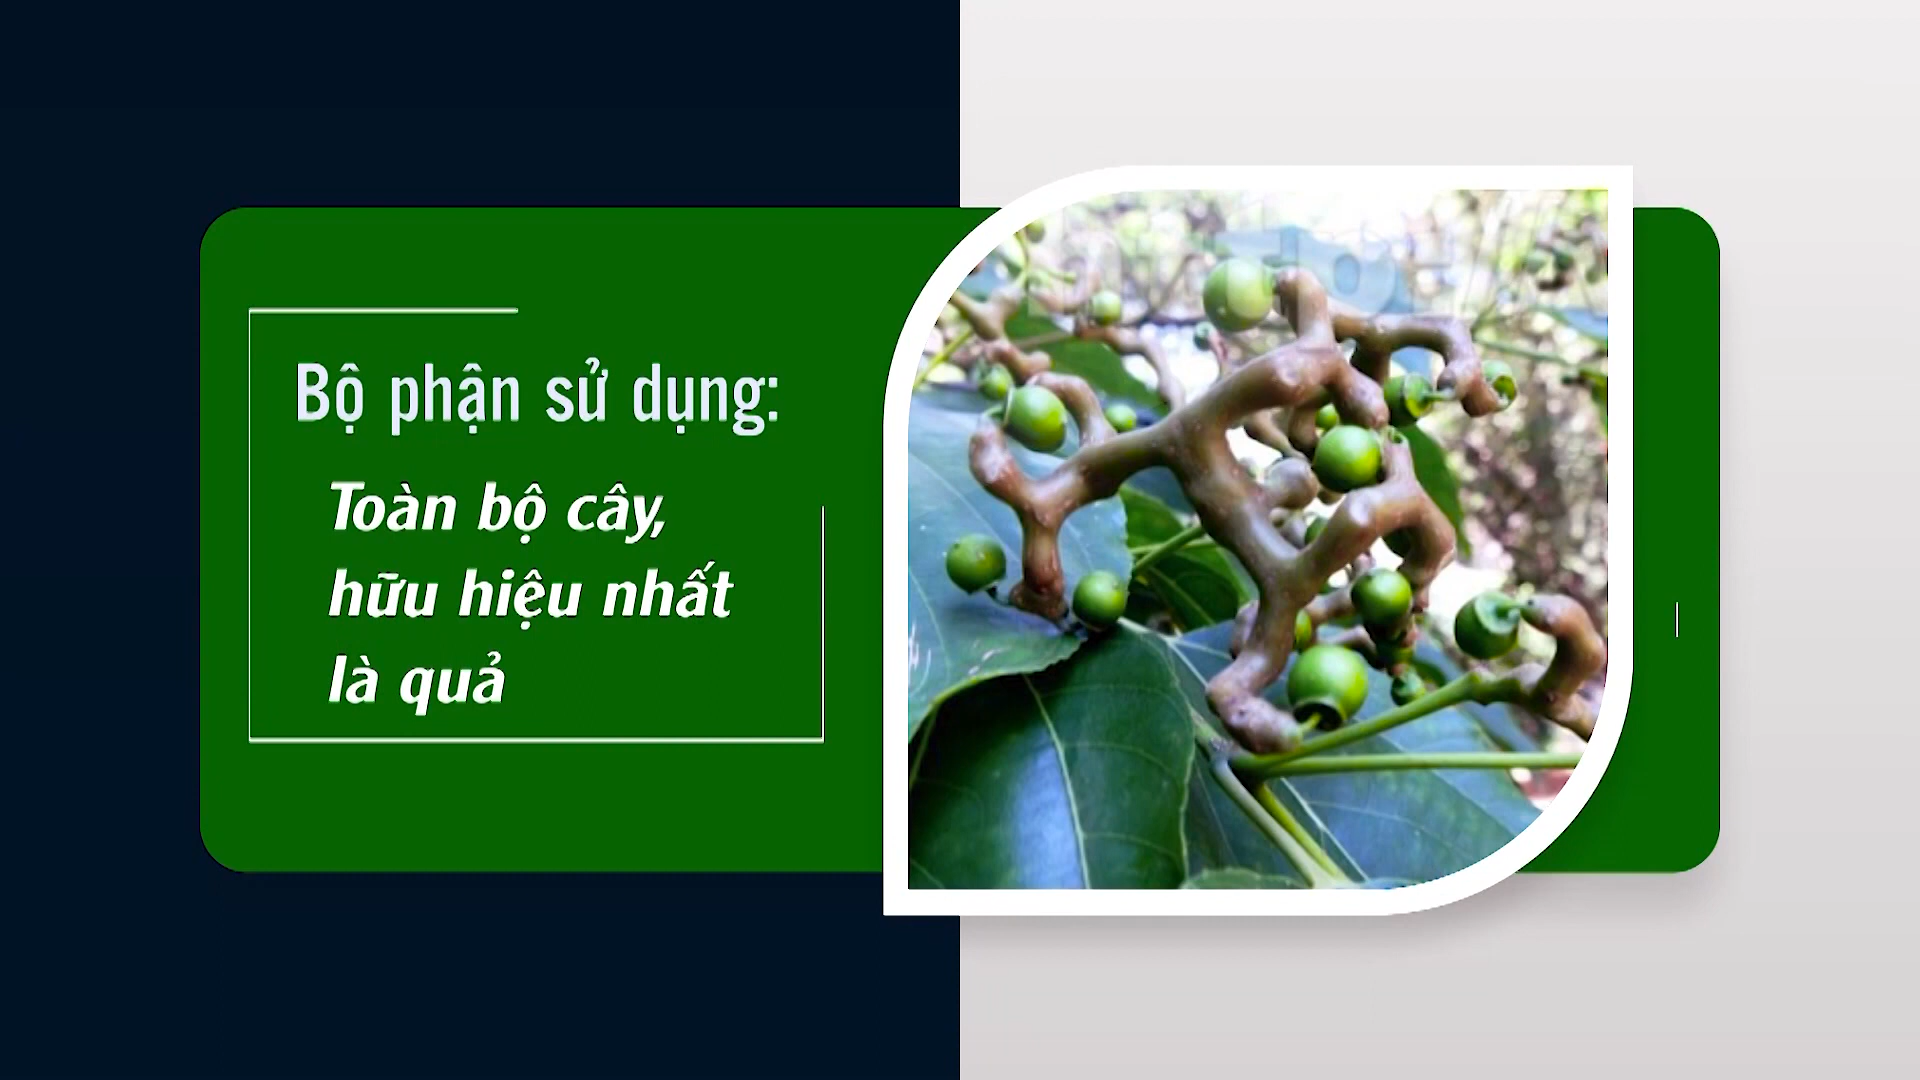 Bộ phận sử dụng:
Toàn bộ cây,
hữu hiệu nhất
là quả